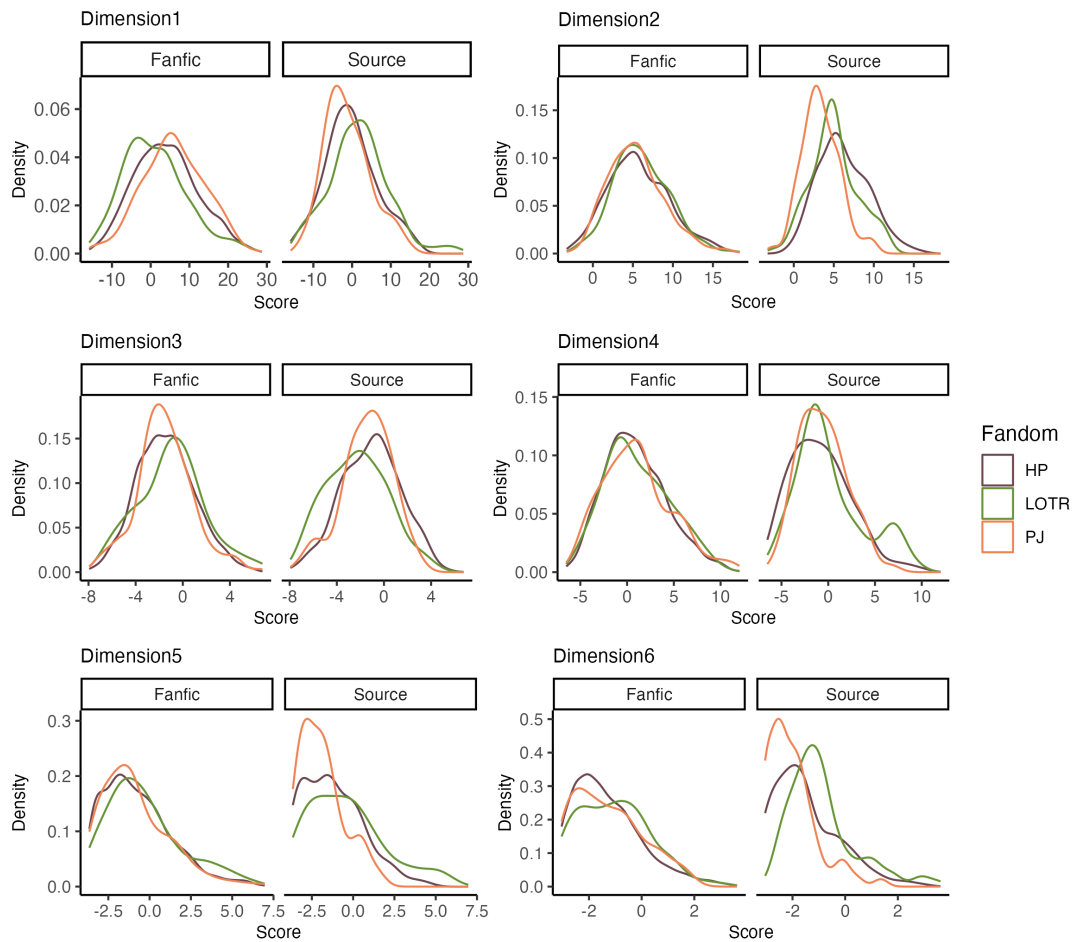 Dimension1
Fanfic
Source
Density
0.06
0.04
0.02
0.00
-10 0 10 20 30
-10 0 10 20 30
Score
Dimension2
Fanfic
Source
Density
0.15
0.10
0.05
0.00
0 5 10 15
0 5 10 15
Score
Dimension3
Fanfic
Source
Density
0.15
0.10
0.05
0.00
-8 -4 0 4
-8 -4 0 4
Score
Dimension4
Fanfic
Source
Density
0.15
0.10
0.05
0.00
-5 0 5 10
-5 0 5 10
Score
Fandom
HP
LOTR
PJ
Dimension5
Fanfic
Source
Density
0.3
0.2
0.1
0.0
-2.5 0.0 2.5 5.0 7.5
-2.5 0.0 2.5 5.0 7.5
Score
Dimension6
Fanfic
Source
Density
0.5
0.4
0.3
0.2
0.1
0.0
-2 0 2
-2 0 2
Score